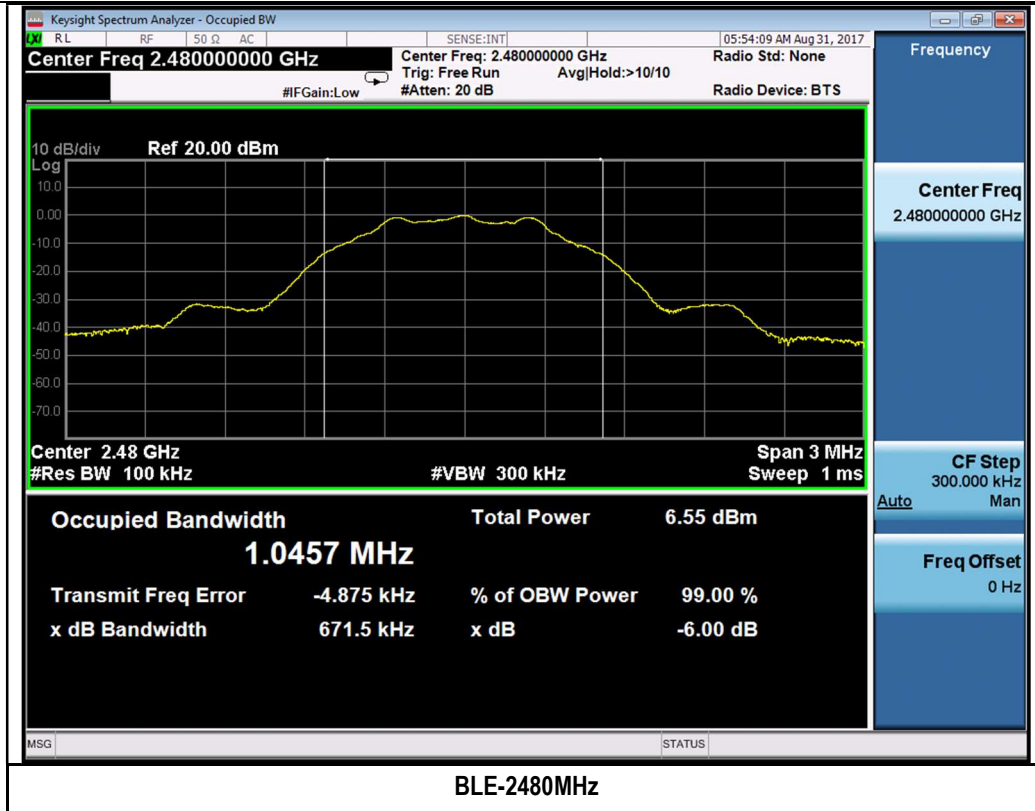 Keysight Spectrum Analyzer - Occupied BW
LXI RL RF 50 Ω AC SENSE:INT 05:54:09 AM Aug 31, 2017
Center Freq 2.480000000 GHz
Center Freq: 2.480000000 GHz Radio Std: None
Trig: Free Run Avg|Hold:>10/10
#IFGain:Low #Atten: 20 dB Radio Device: BTS
10 dB/div Ref 20.00 dBm
Log
10.0
0.00
-10.0
-20.0
-30.0
-40.0
-50.0
-60.0
-70.0
Center 2.48 GHz Span 3 MHz
#Res BW 100 kHz #VBW 300 kHz Sweep 1 ms
Occupied Bandwidth Total Power 6.55 dBm
1.0457 MHz
Transmit Freq Error -4.875 kHz % of OBW Power 99.00 %
x dB Bandwidth 671.5 kHz x dB -6.00 dB
MSG STATUS
Frequency
Center Freq
2.480000000 GHz
CF Step
300.000 kHz
Auto Man
Freq Offset
0 Hz
BLE-2480MHz